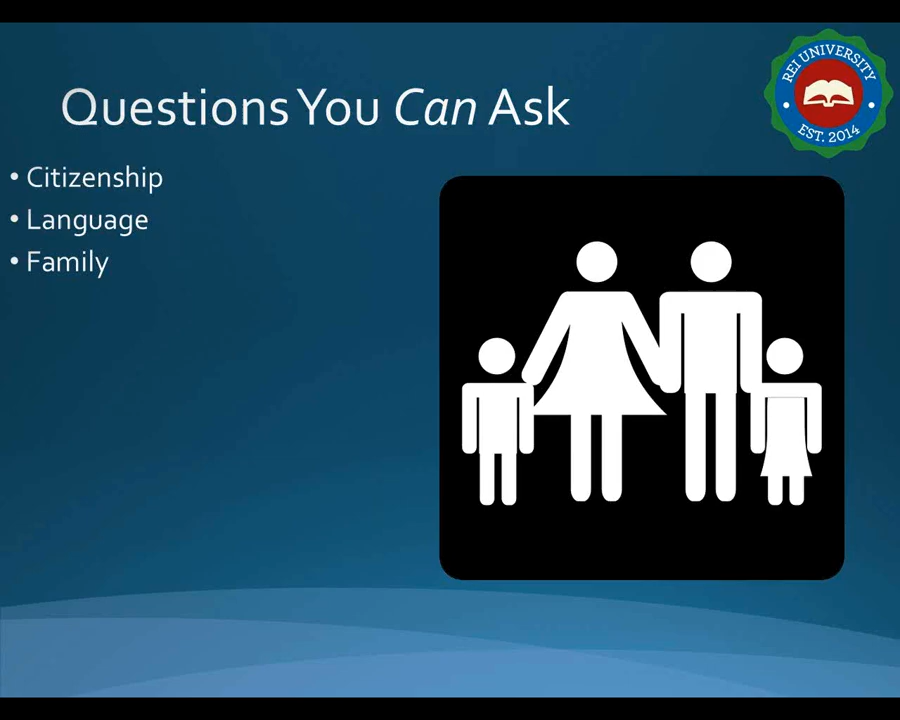 Questions You Can Ask
REI UNIVERSITY
EST. 2014
• Citizenship
• Language
• Family